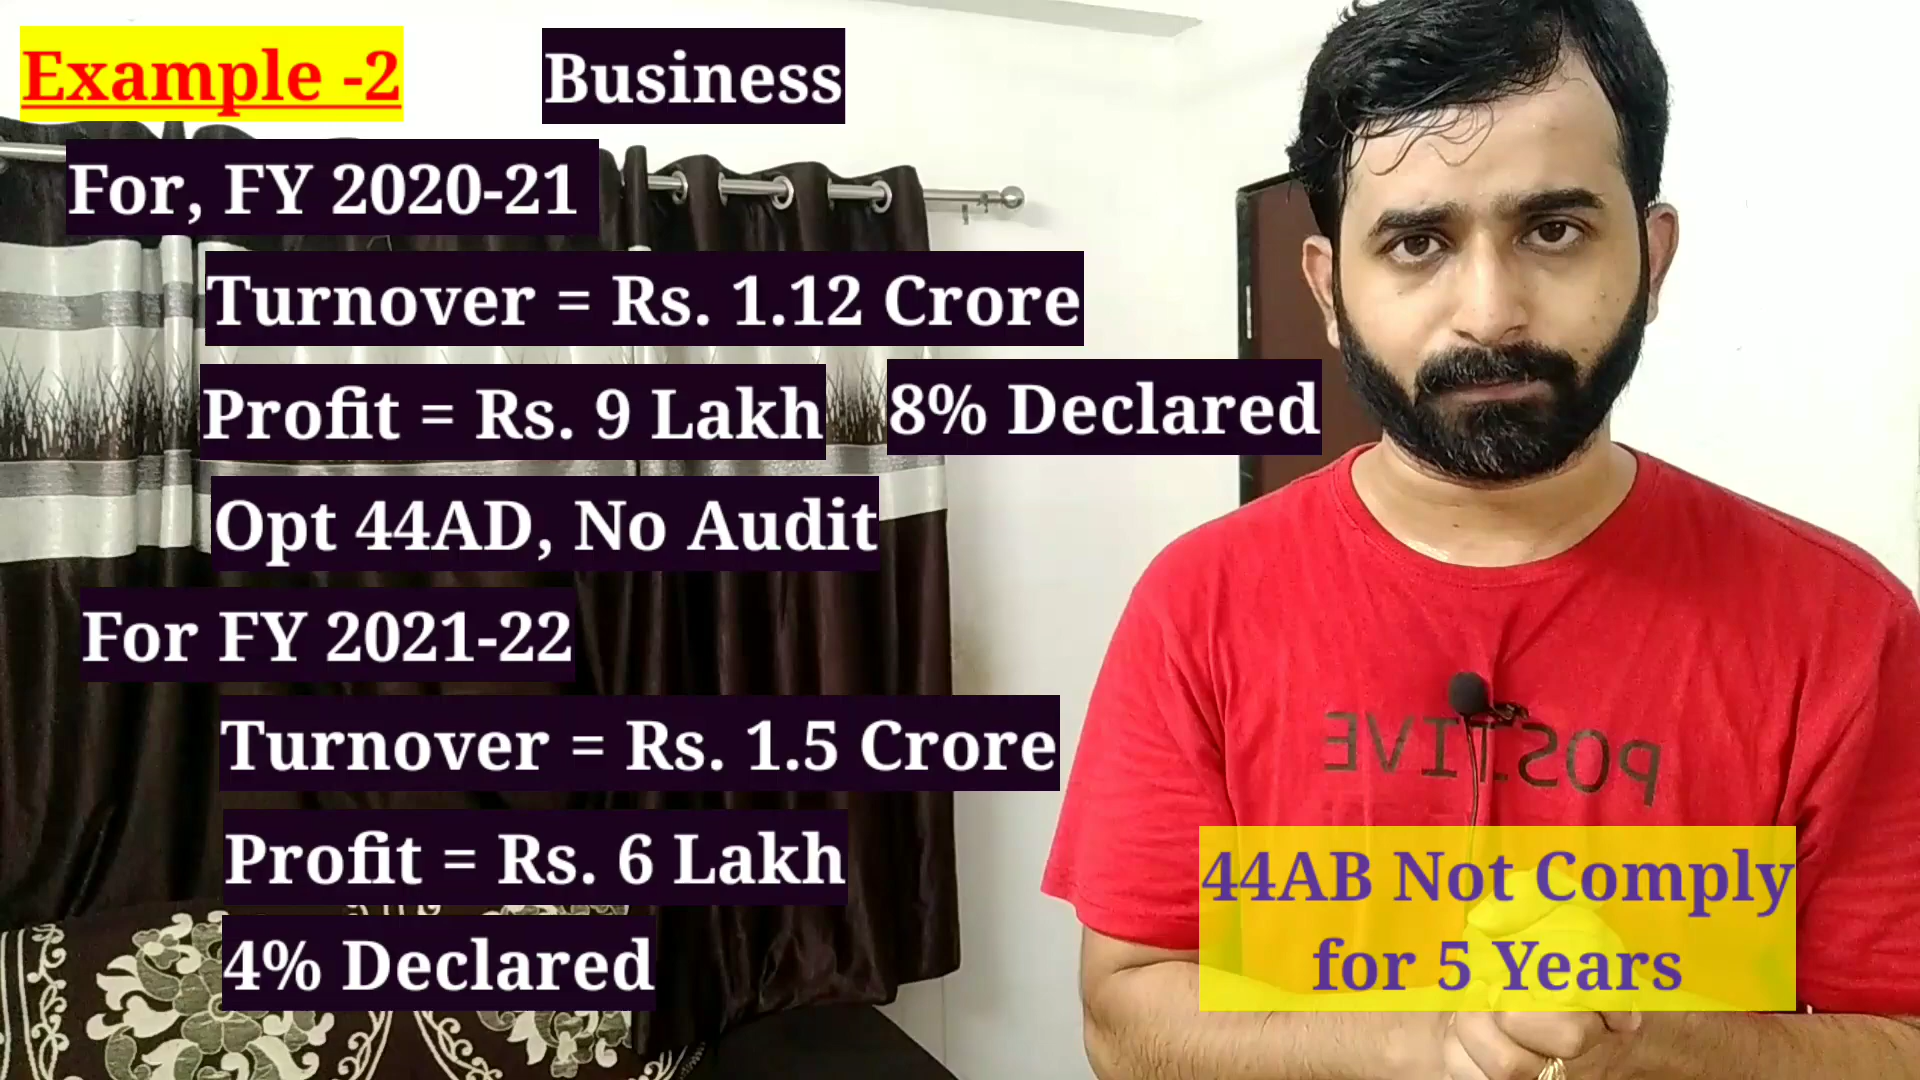 Example -2
Business
For, FY 2020-21
Turnover = Rs. 1.12 Crore
Profit = Rs. 9 Lakh
8% Declared
Opt 44AD, No Audit
For FY 2021-22
Turnover = Rs. 1.5 Crore
Profit = Rs. 6 Lakh
4% Declared
POSITIVE
44AB Not Comply
for 5 Years